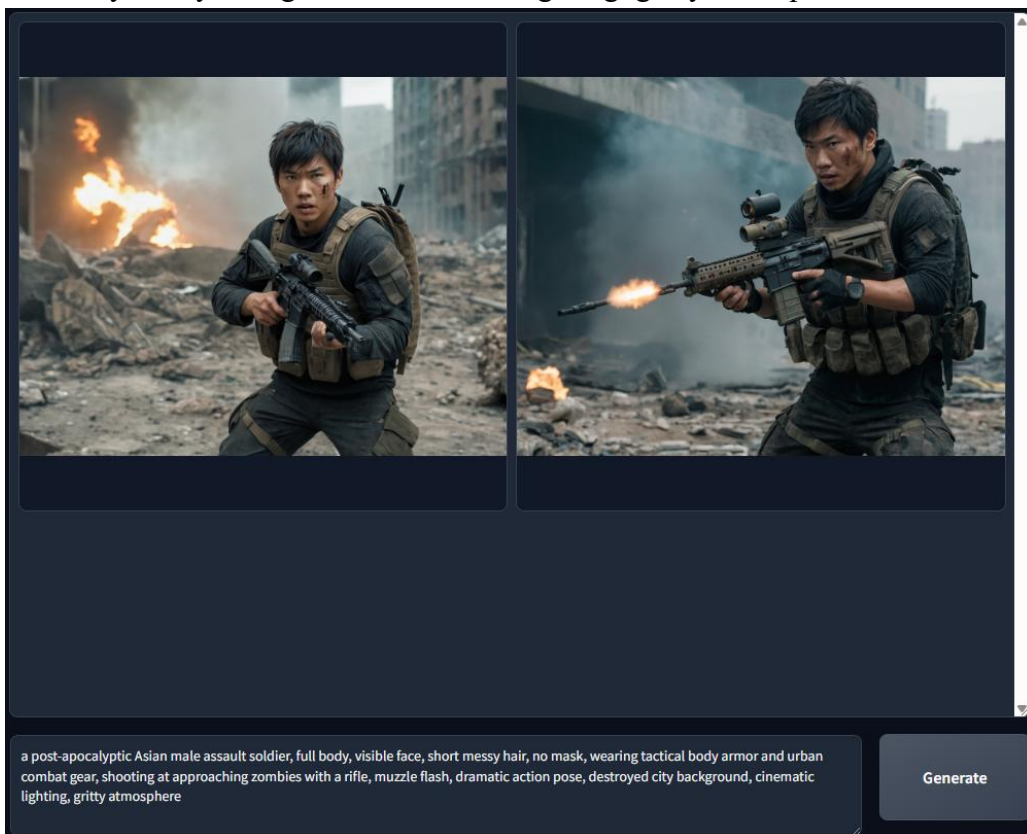 a post-apocalyptic Asian male assault soldier, full body, visible face, short messy hair, no mask, wearing tactical body armor and urban
combat gear, shooting at approaching zombies with a rifle, muzzle flash, dramatic action pose, destroyed city background, cinematic
lighting, gritty atmosphere
Generate